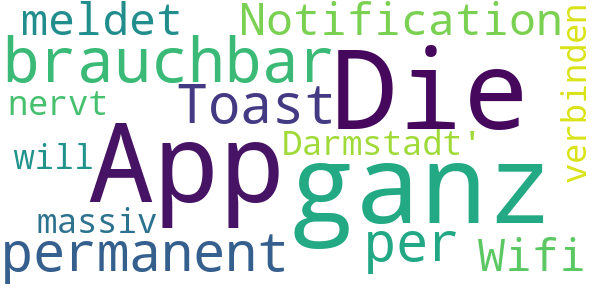 meldet Notification
brauchbar Die
nervt Toast
verbinden
will App Darmstadt'
massiv ganz
permanent per Wifi